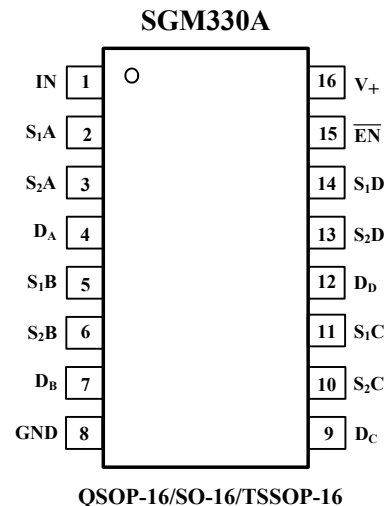 SGM330A
IN 1 16 V+
S₁A 2 15 E̅N̅
S₂A 3 14 S₁D
D_A 4 13 S₂D
S₁B 5 12 D_D
S₂B 6 11 S₁C
D_B 7 10 S₂C
GND 8 9 D_C
QSOP-16/SO-16/TSSOP-16